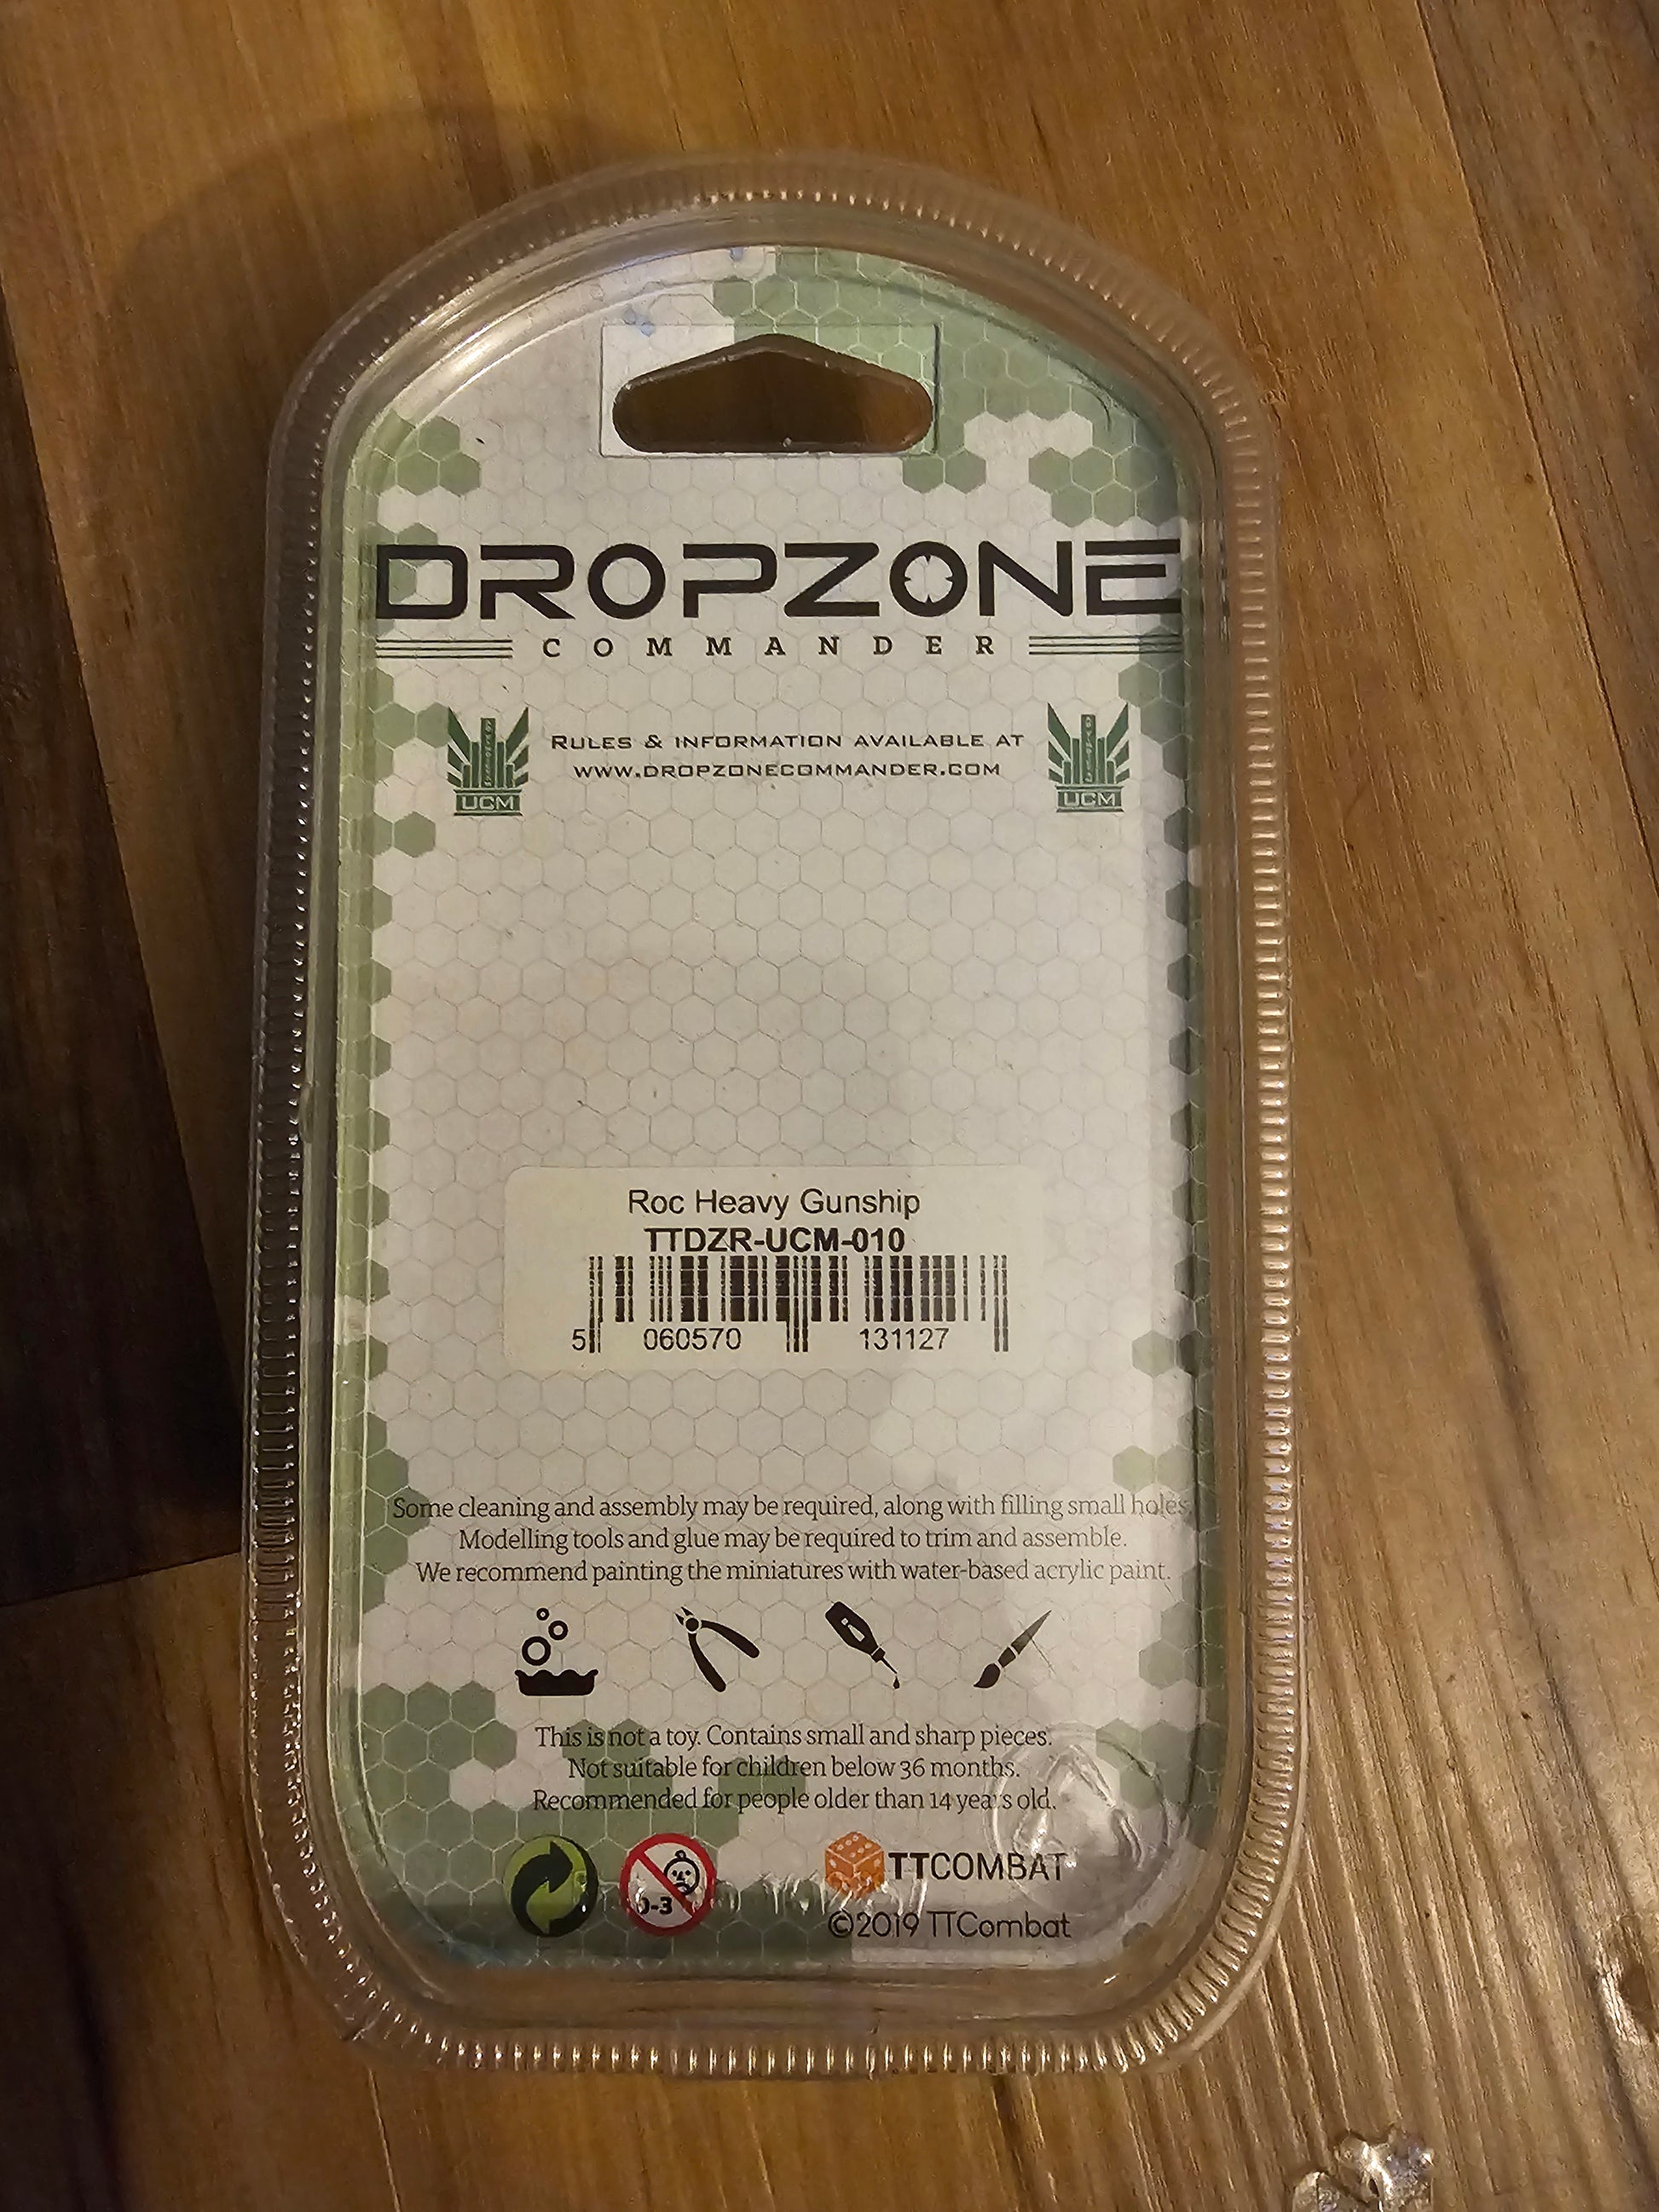 DROPZONE
COMMANDER
RULES & INFORMATION AVAILABLE AT
WWW.DROPZONECOMMANDER.COM
UCM
UCM
Roc Heavy Gunship
TTDZR-UCM-010
5 060570 131127
Some cleaning and assembly may be required, along with filling small holes.
Modelling tools and glue may be required to trim and assemble.
We recommend painting the miniatures with water-based acrylic paint.
This is not a toy. Contains small and sharp pieces.
Not suitable for children below 36 months.
Recommended for people older than 14 years old.
0-3
TTCOMBAT
©2019 TTCombat